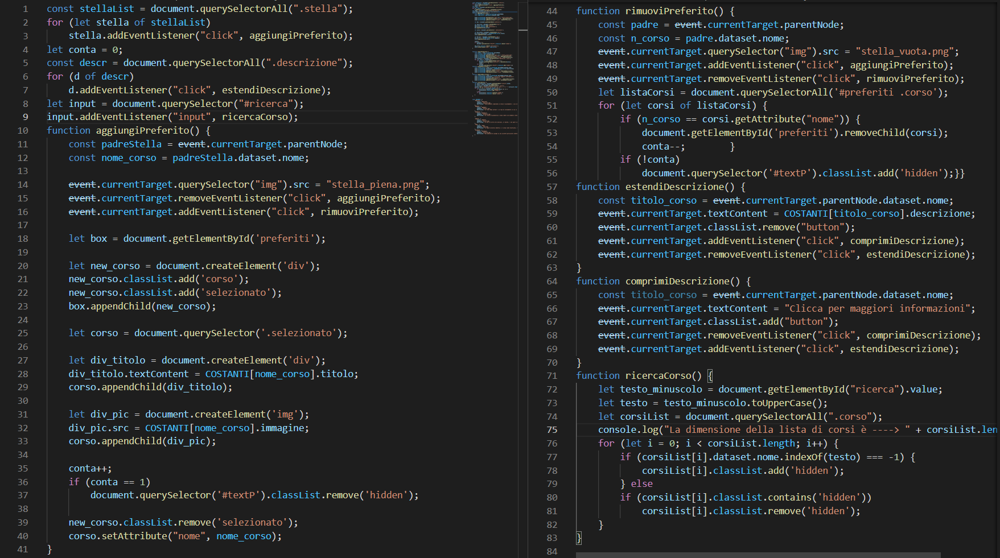 1 const stellaList = document.querySelectorAll(".stella");
2 for (let stella of stellaList)
3 stella.addEventListener("click", aggiungiPreferito);
4 let conta = 0;
5 const descr = document.querySelectorAll(".descrizione");
6 for (d of descr)
7 d.addEventListener("click", estendiDescrizione);
8 let input = document.querySelector("#ricerca");
9 input.addEventListener("input", ricercaCorso);
10 function aggiungiPreferito() {
11 const padreStella = event.currentTarget.parentNode;
12 const nome_corso = padreStella.dataset.nome;
13
14 event.currentTarget.querySelector("img").src = "stella_piena.png";
15 event.currentTarget.removeEventListener("click", aggiungiPreferito);
16 event.currentTarget.addEventListener("click", rimuoviPreferito);
17
18 let box = document.getElementById('preferiti');
19
20 let new_corso = document.createElement('div');
21 new_corso.classList.add('corso');
22 new_corso.classList.add('selezionato');
23 box.appendChild(new_corso);
24
25 let corso = document.querySelector('.selezionato');
26
27 let div_titolo = document.createElement('div');
28 div_titolo.textContent = COSTANTI[nome_corso].titolo;
29 corso.appendChild(div_titolo);
30
31 let div_pic = document.createElement('img');
32 div_pic.src = COSTANTI[nome_corso].immagine;
33 corso.appendChild(div_pic);
34
35 conta++;
36 if (conta == 1)
37 document.querySelector('#textP').classList.remove('hidden');
38
39 new_corso.classList.remove('selezionato');
40 corso.setAttribute("nome", nome_corso);
41 }
44 function rimuoviPreferito() {
45 const padre = event.currentTarget.parentNode;
46 const n_corso = padre.dataset.nome;
47 event.currentTarget.querySelector("img").src = "stella_vuota.png";
48 event.currentTarget.addEventListener("click", aggiungiPreferito);
49 event.currentTarget.removeEventListener("click", rimuoviPreferito);
50 let listaCorsi = document.querySelectorAll('#preferiti .corso');
51 for (let corsi of listaCorsi) {
52 if (n_corso == corsi.getAttribute("nome")) {
53 document.getElementById('preferiti').removeChild(corsi);
54 conta--; }
55 if (!conta)
56 document.querySelector('#textP').classList.add('hidden');}}
57 function estendiDescrizione() {
58 const titolo_corso = event.currentTarget.parentNode.dataset.nome;
59 event.currentTarget.textContent = COSTANTI[titolo_corso].descrizione;
60 event.currentTarget.classList.remove("button");
61 event.currentTarget.addEventListener("click", comprimiDescrizione);
62 event.currentTarget.removeEventListener("click", estendiDescrizione);
63 }
64 function comprimiDescrizione() {
65 const titolo_corso = event.currentTarget.parentNode.dataset.nome;
66 event.currentTarget.textContent = "Clicca per maggiori informazioni";
67 event.currentTarget.classList.add("button");
68 event.currentTarget.removeEventListener("click", comprimiDescrizione);
69 event.currentTarget.addEventListener("click", estendiDescrizione);
70 }
71 function ricercaCorso() {
72 let testo_minuscolo = document.getElementById("ricerca").value;
73 let testo = testo_minuscolo.toUpperCase();
74 let corsiList = document.querySelectorAll(".corso");
75 console.log("La dimensione della lista di corsi è ----> " + corsiList.len
76 for (let i = 0; i < corsiList.length; i++) {
77 if (corsiList[i].dataset.nome.indexOf(testo) === -1) {
78 corsiList[i].classList.add('hidden');
79 } else
80 if (corsiList[i].classList.contains('hidden'))
81 corsiList[i].classList.remove('hidden');
82 }
83 }
84